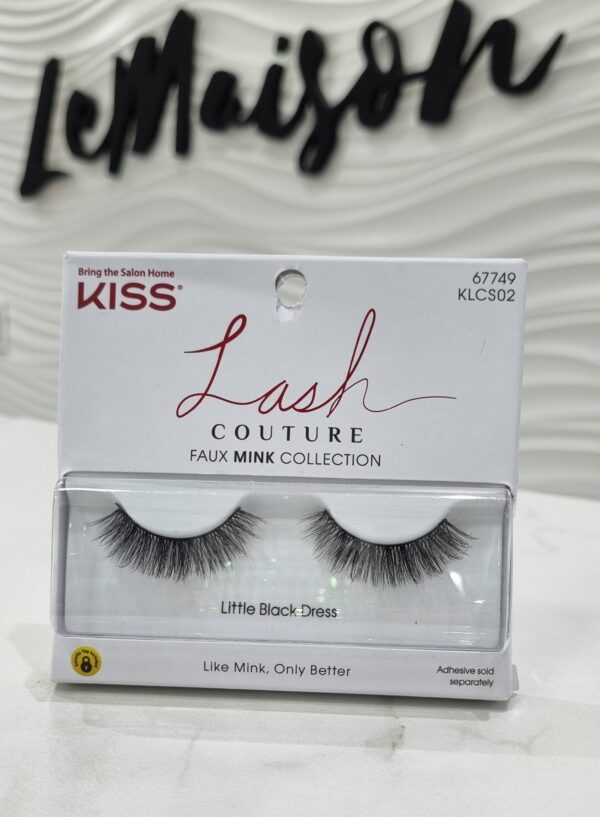 LeMaison
Bring the Salon Home
KISS®
67749
KLCS02
Lash
COUTURE
FAUX MINK COLLECTION
Little Black Dress
Like Mink, Only Better
Adhesive sold
separately